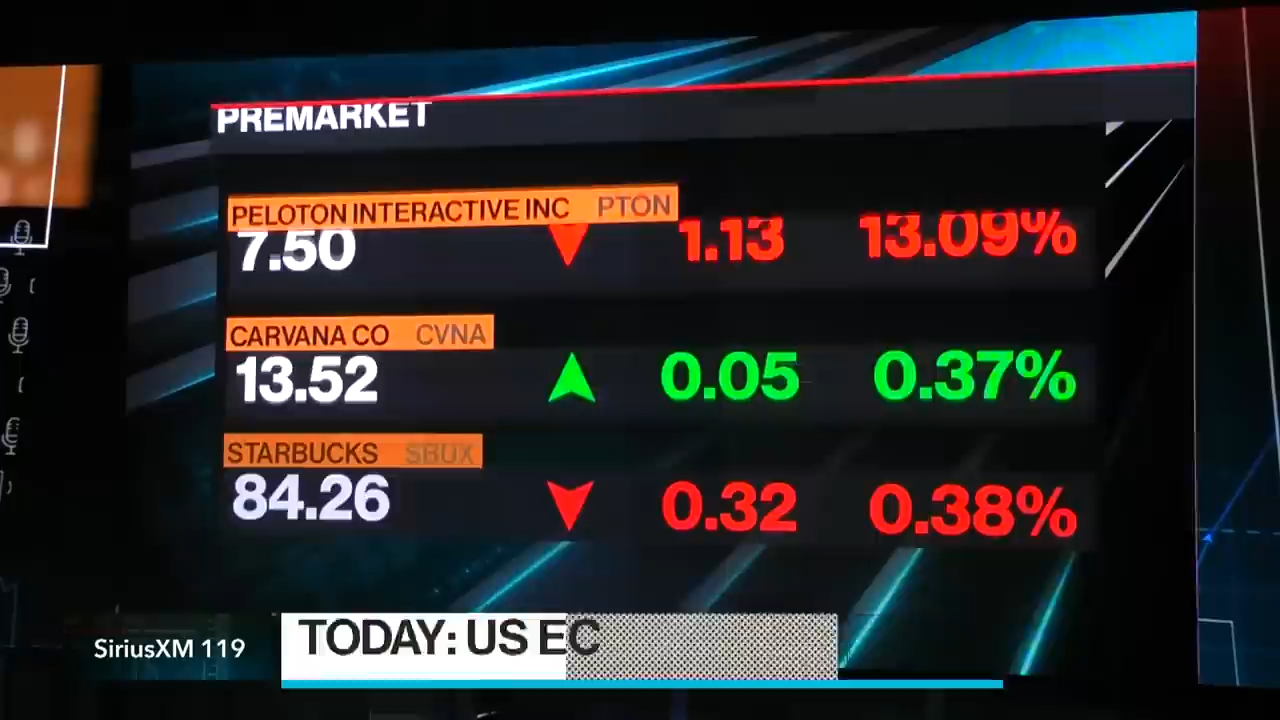 PREMARKET
PELOTON INTERACTIVE INC PTON
7.50 ▼ 1.13 13.09%
CARVANA CO CVNA
13.52 ▲ 0.05 0.37%
STARBUCKS SBUX
84.26 ▼ 0.32 0.38%
SiriusXM 119
TODAY: US EC